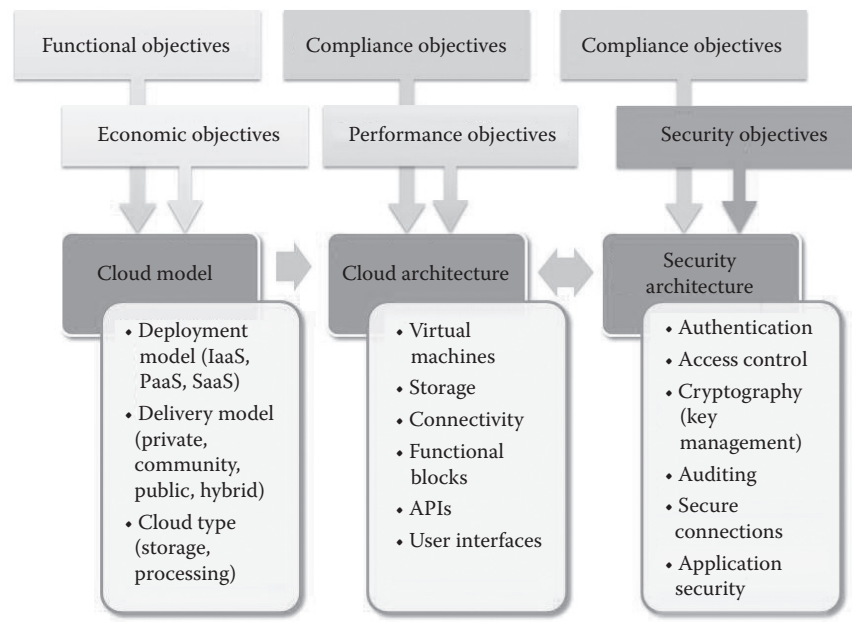 Functional objectives
Compliance objectives
Compliance objectives
Economic objectives
Performance objectives
Security objectives
Cloud model
Cloud architecture
Security
architecture
• Deployment
model (IaaS,
PaaS, SaaS)
• Delivery model
(private,
community,
public, hybrid)
• Cloud type
(storage,
processing)
• Virtual
machines
• Storage
• Connectivity
• Functional
blocks
• APIs
• User interfaces
• Authentication
• Access control
• Cryptography
(key
management)
• Auditing
• Secure
connections
• Application
security